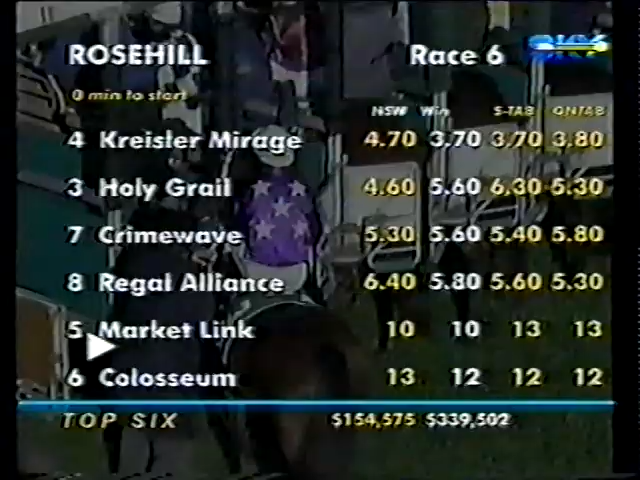 ROSEHILL Race 6 SKY
0 min to start
NSW Win S-TAB QNTAB
4 Kreisler Mirage 4.70 3.70 3.70 3.80
3 Holy Grail 4.60 5.60 6.30 5.30
7 Crimewave 5.30 5.60 5.40 5.80
8 Regal Alliance 6.40 5.80 5.60 5.30
5 Market Link 10 10 13 13
6 Colosseum 13 12 12 12
TOP SIX $154,575 $339,502